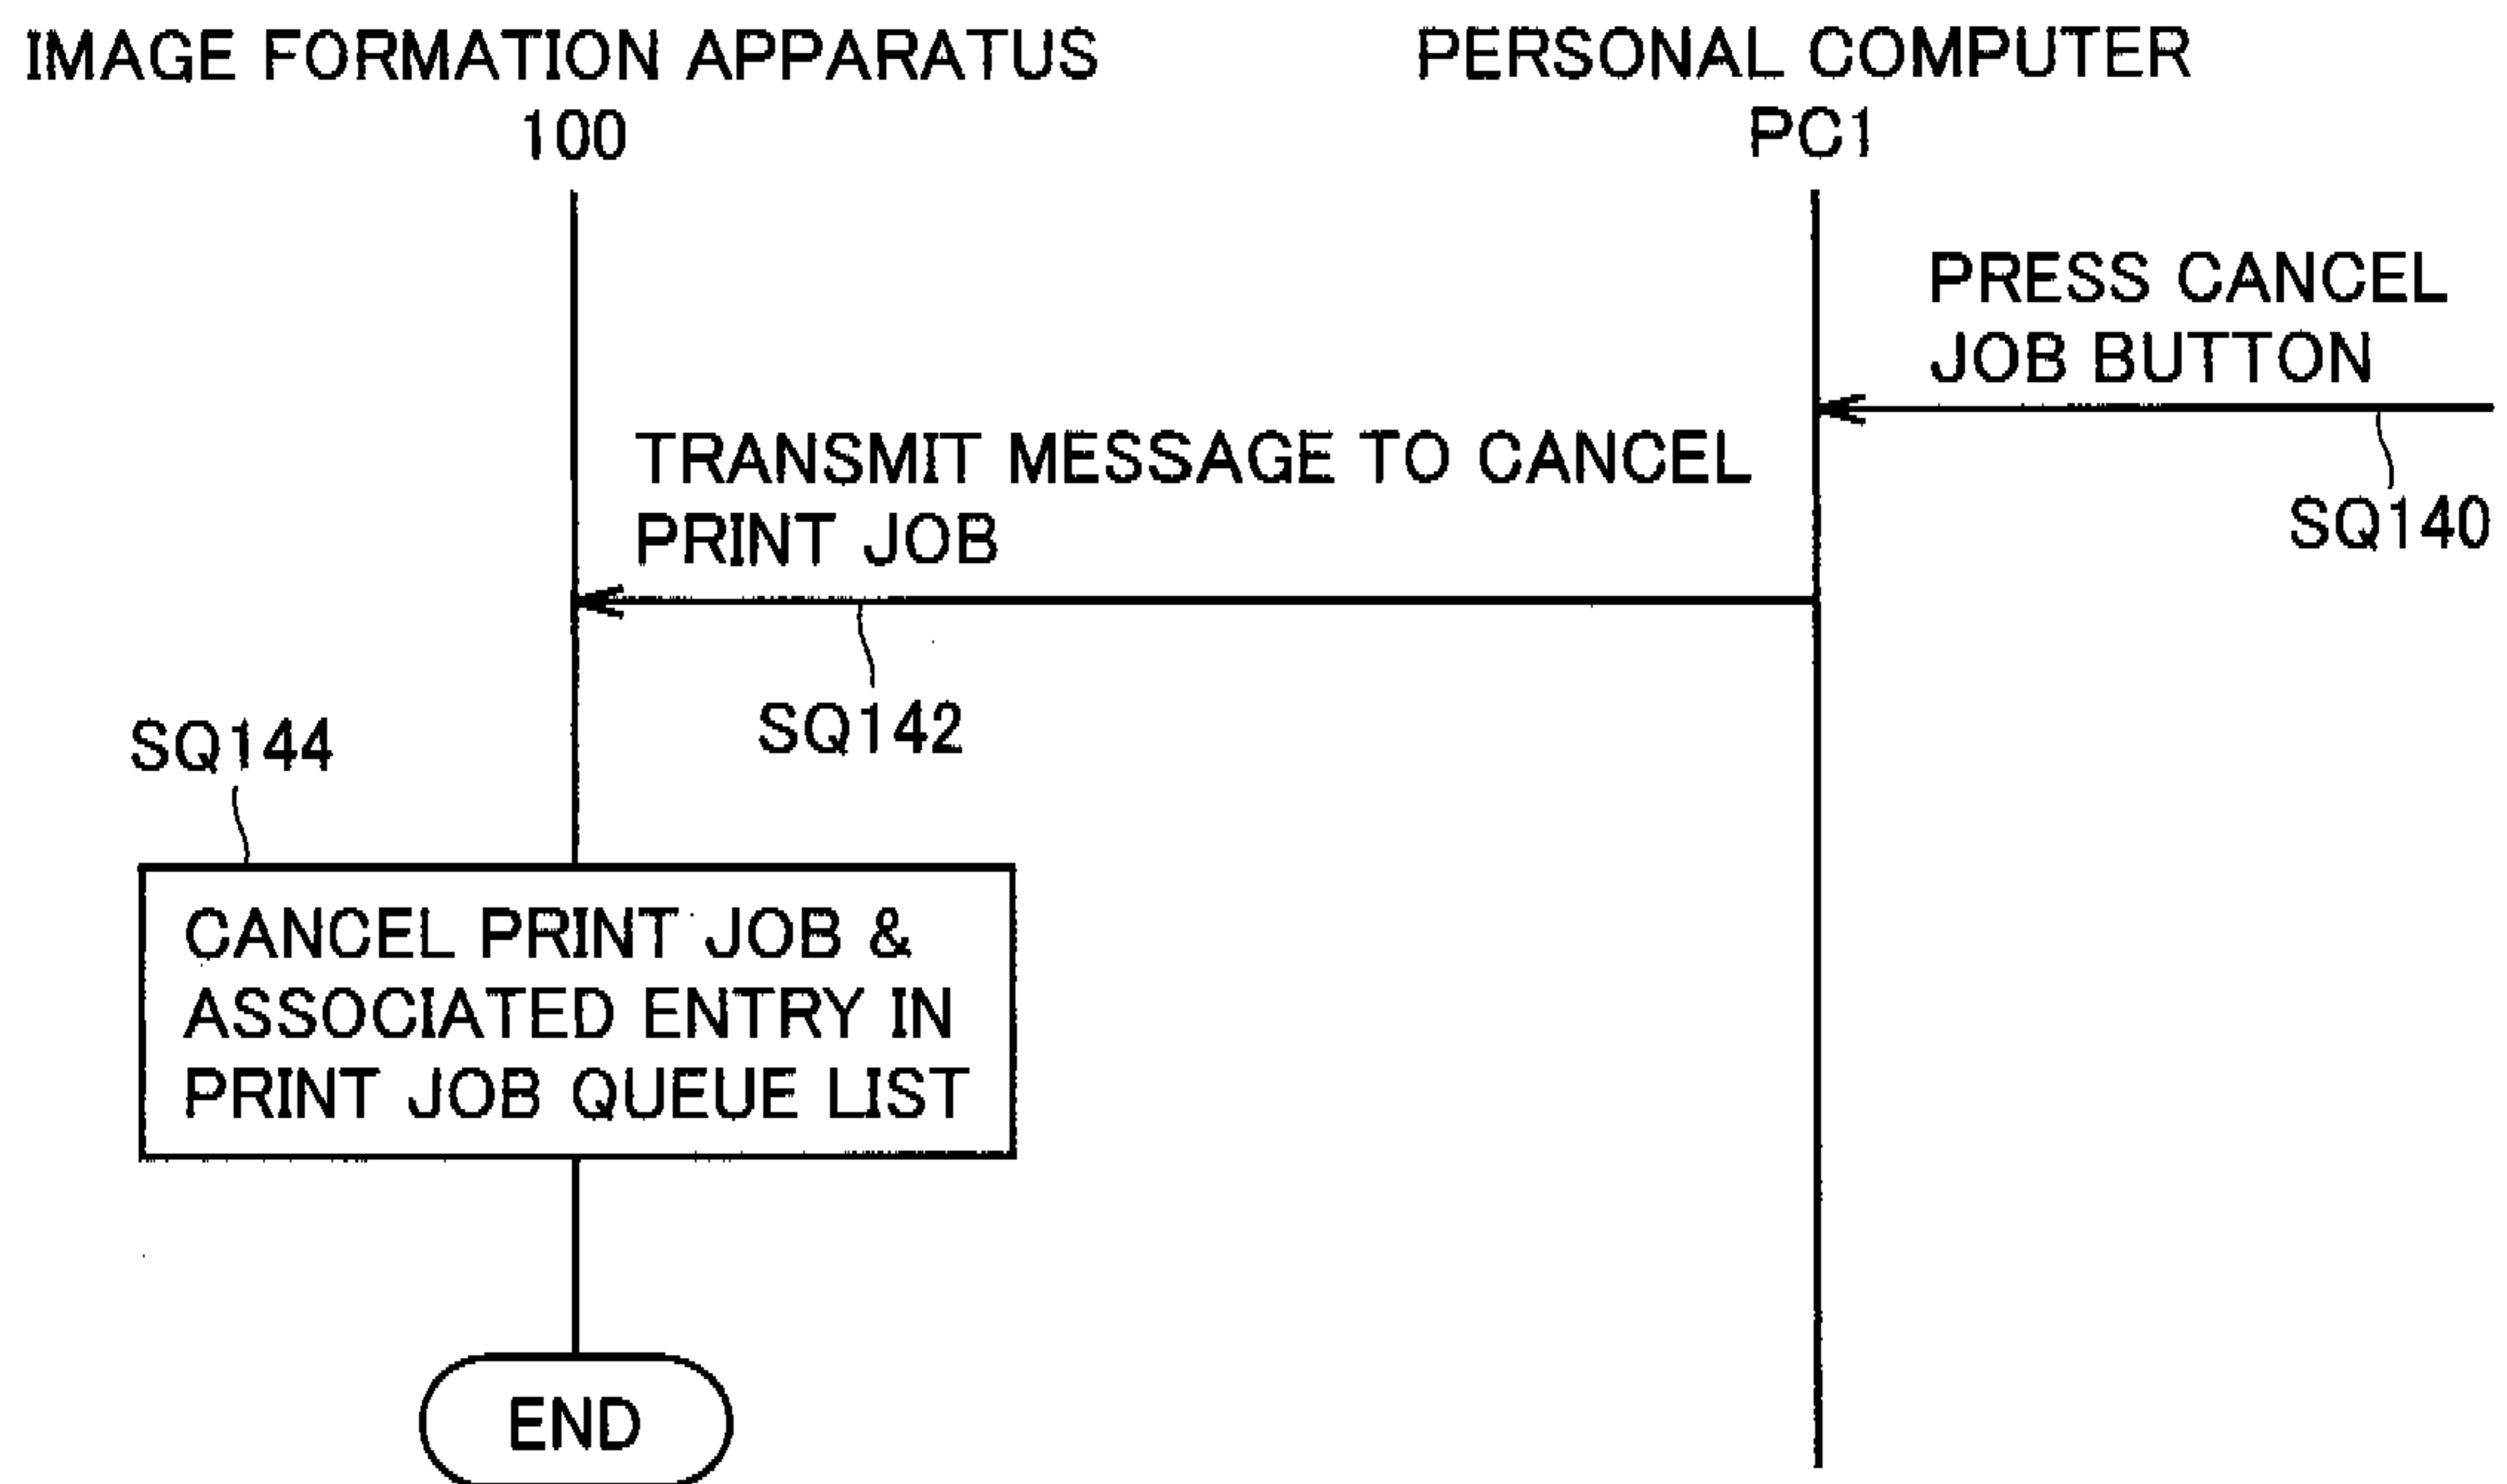 IMAGE FORMATION APPARATUS
100
PERSONAL COMPUTER
PC1
PRESS CANCEL
JOB BUTTON
SQ140
TRANSMIT MESSAGE TO CANCEL
PRINT JOB
SQ142
SQ144
CANCEL PRINT JOB &
ASSOCIATED ENTRY IN
PRINT JOB QUEUE LIST
END